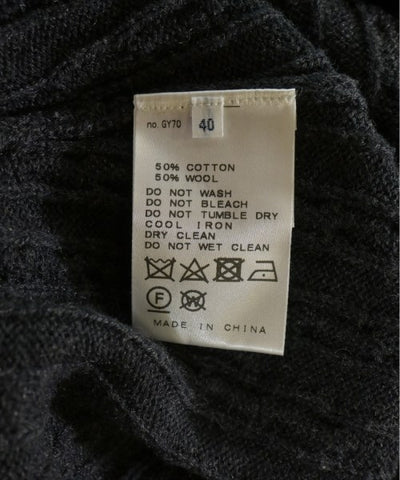 no. GY70 40
50% COTTON
50% WOOL
DO NOT WASH
DO NOT BLEACH
DO NOT TUMBLE DRY
COOL IRON
DRY CLEAN
DO NOT WET CLEAN
F W
MADE IN CHINA